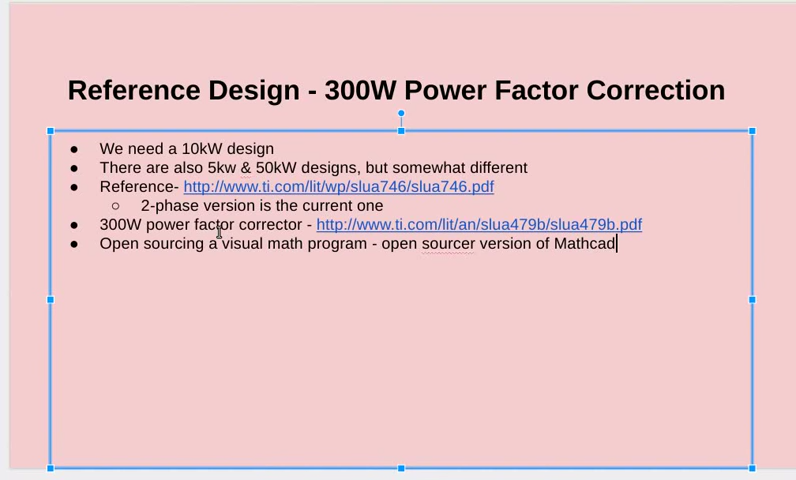 Reference Design - 300W Power Factor Correction
● We need a 10kW design
● There are also 5kw & 50kW designs, but somewhat different
● Reference- http://www.ti.com/lit/wp/slua746/slua746.pdf
○ 2-phase version is the current one
● 300W power factor corrector - http://www.ti.com/lit/an/slua479b/slua479b.pdf
● Open sourcing a visual math program - open sourcer version of Mathcad